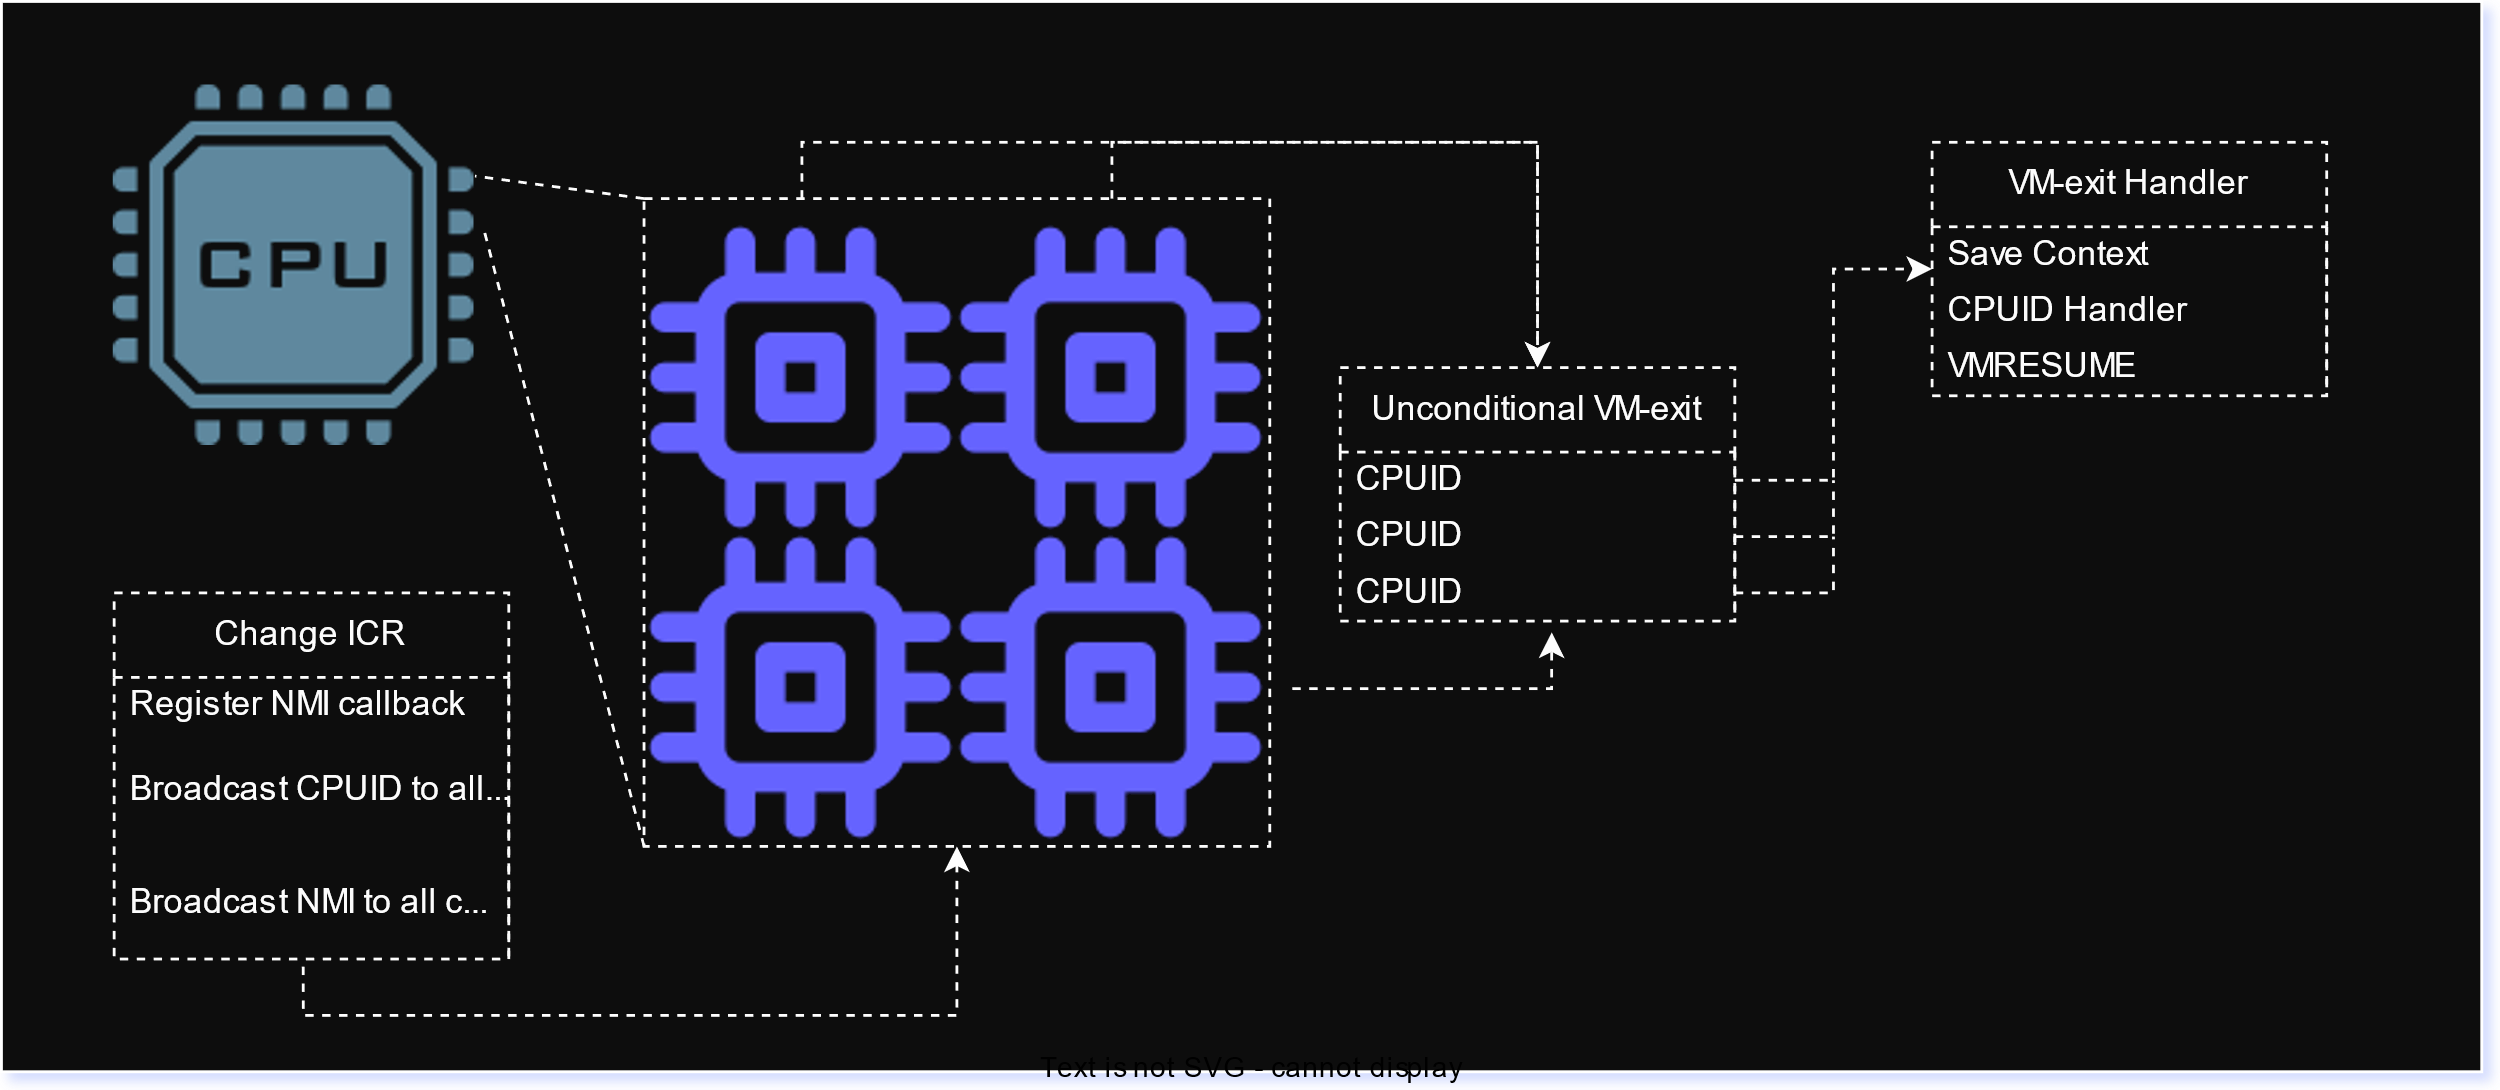 CPU
Change ICR
Register NMI callback
Broadcast CPUID to all...
Broadcast NMI to all c...
Unconditional VM-exit
CPUID
CPUID
CPUID
VM-exit Handler
Save Context
CPUID Handler
VMRESUME
Text is not SVG - cannot display